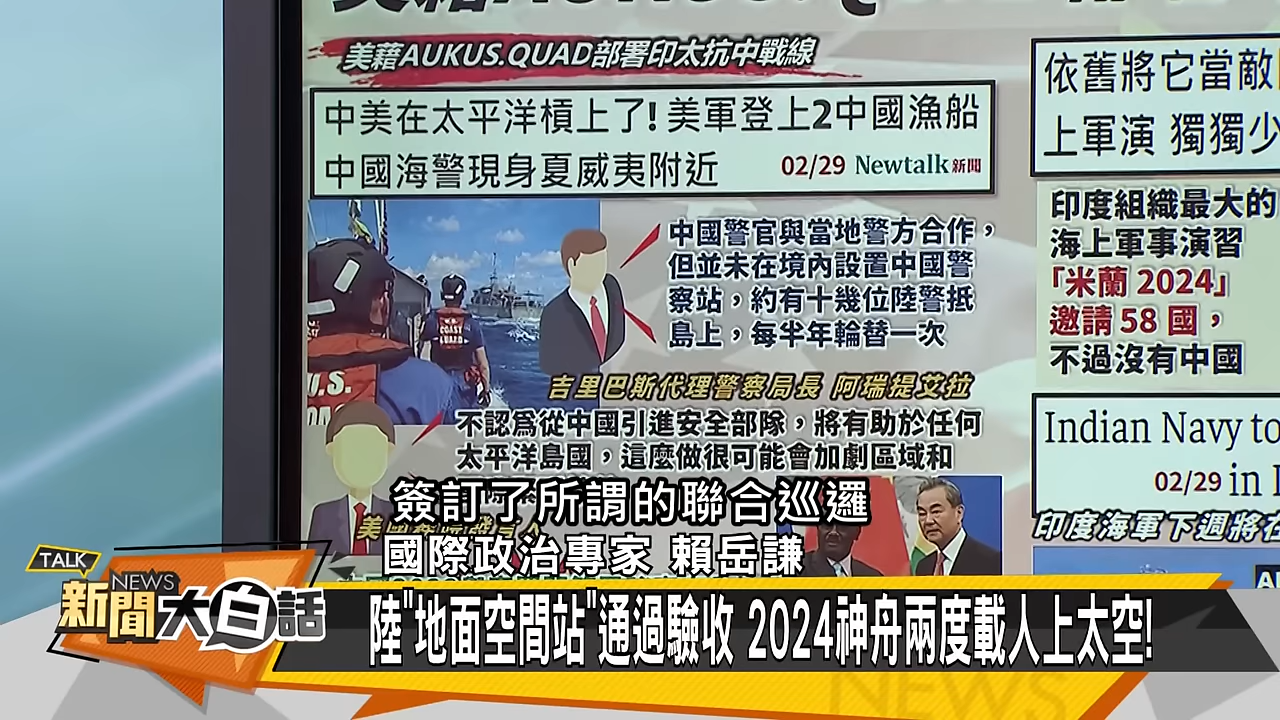 美藉AUKUS.QUAD部署印太抗中戰線
中美在太平洋槓上了!美軍登上2中國漁船
中國海警現身夏威夷附近 02/29 Newtalk新聞
中國警官與當地警方合作，
但並未在境內設置中國警
察站，約有十幾位陸警抵
島上，每半年輪替一次
吉里巴斯代理警察局長 阿瑞提艾拉
U.S.
COAST
GUARD
不認為從中國引進安全部隊，將有助於任何
太平洋島國，這麼做很可能會加劇區域和
依舊將它當敵
上軍演 獨獨少
印度組織最大的
海上軍事演習
「米蘭 2024」
邀請 58 國，
不過沒有中國
Indian Navy to
02/29 in
印度海軍下週將在
簽訂了所謂的聯合巡邏
國際政治專家 賴岳謙
TALK
NEWS
新聞大白話
陸"地面空間站"通過驗收 2024神舟兩度載人上太空!
NEWS